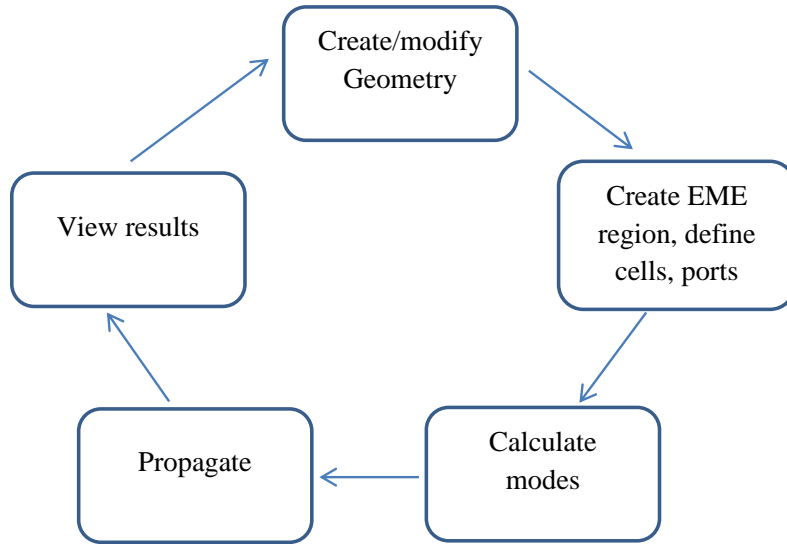 Create/modify
Geometry
Create EME
region, define
cells, ports
Calculate
modes
Propagate
View results